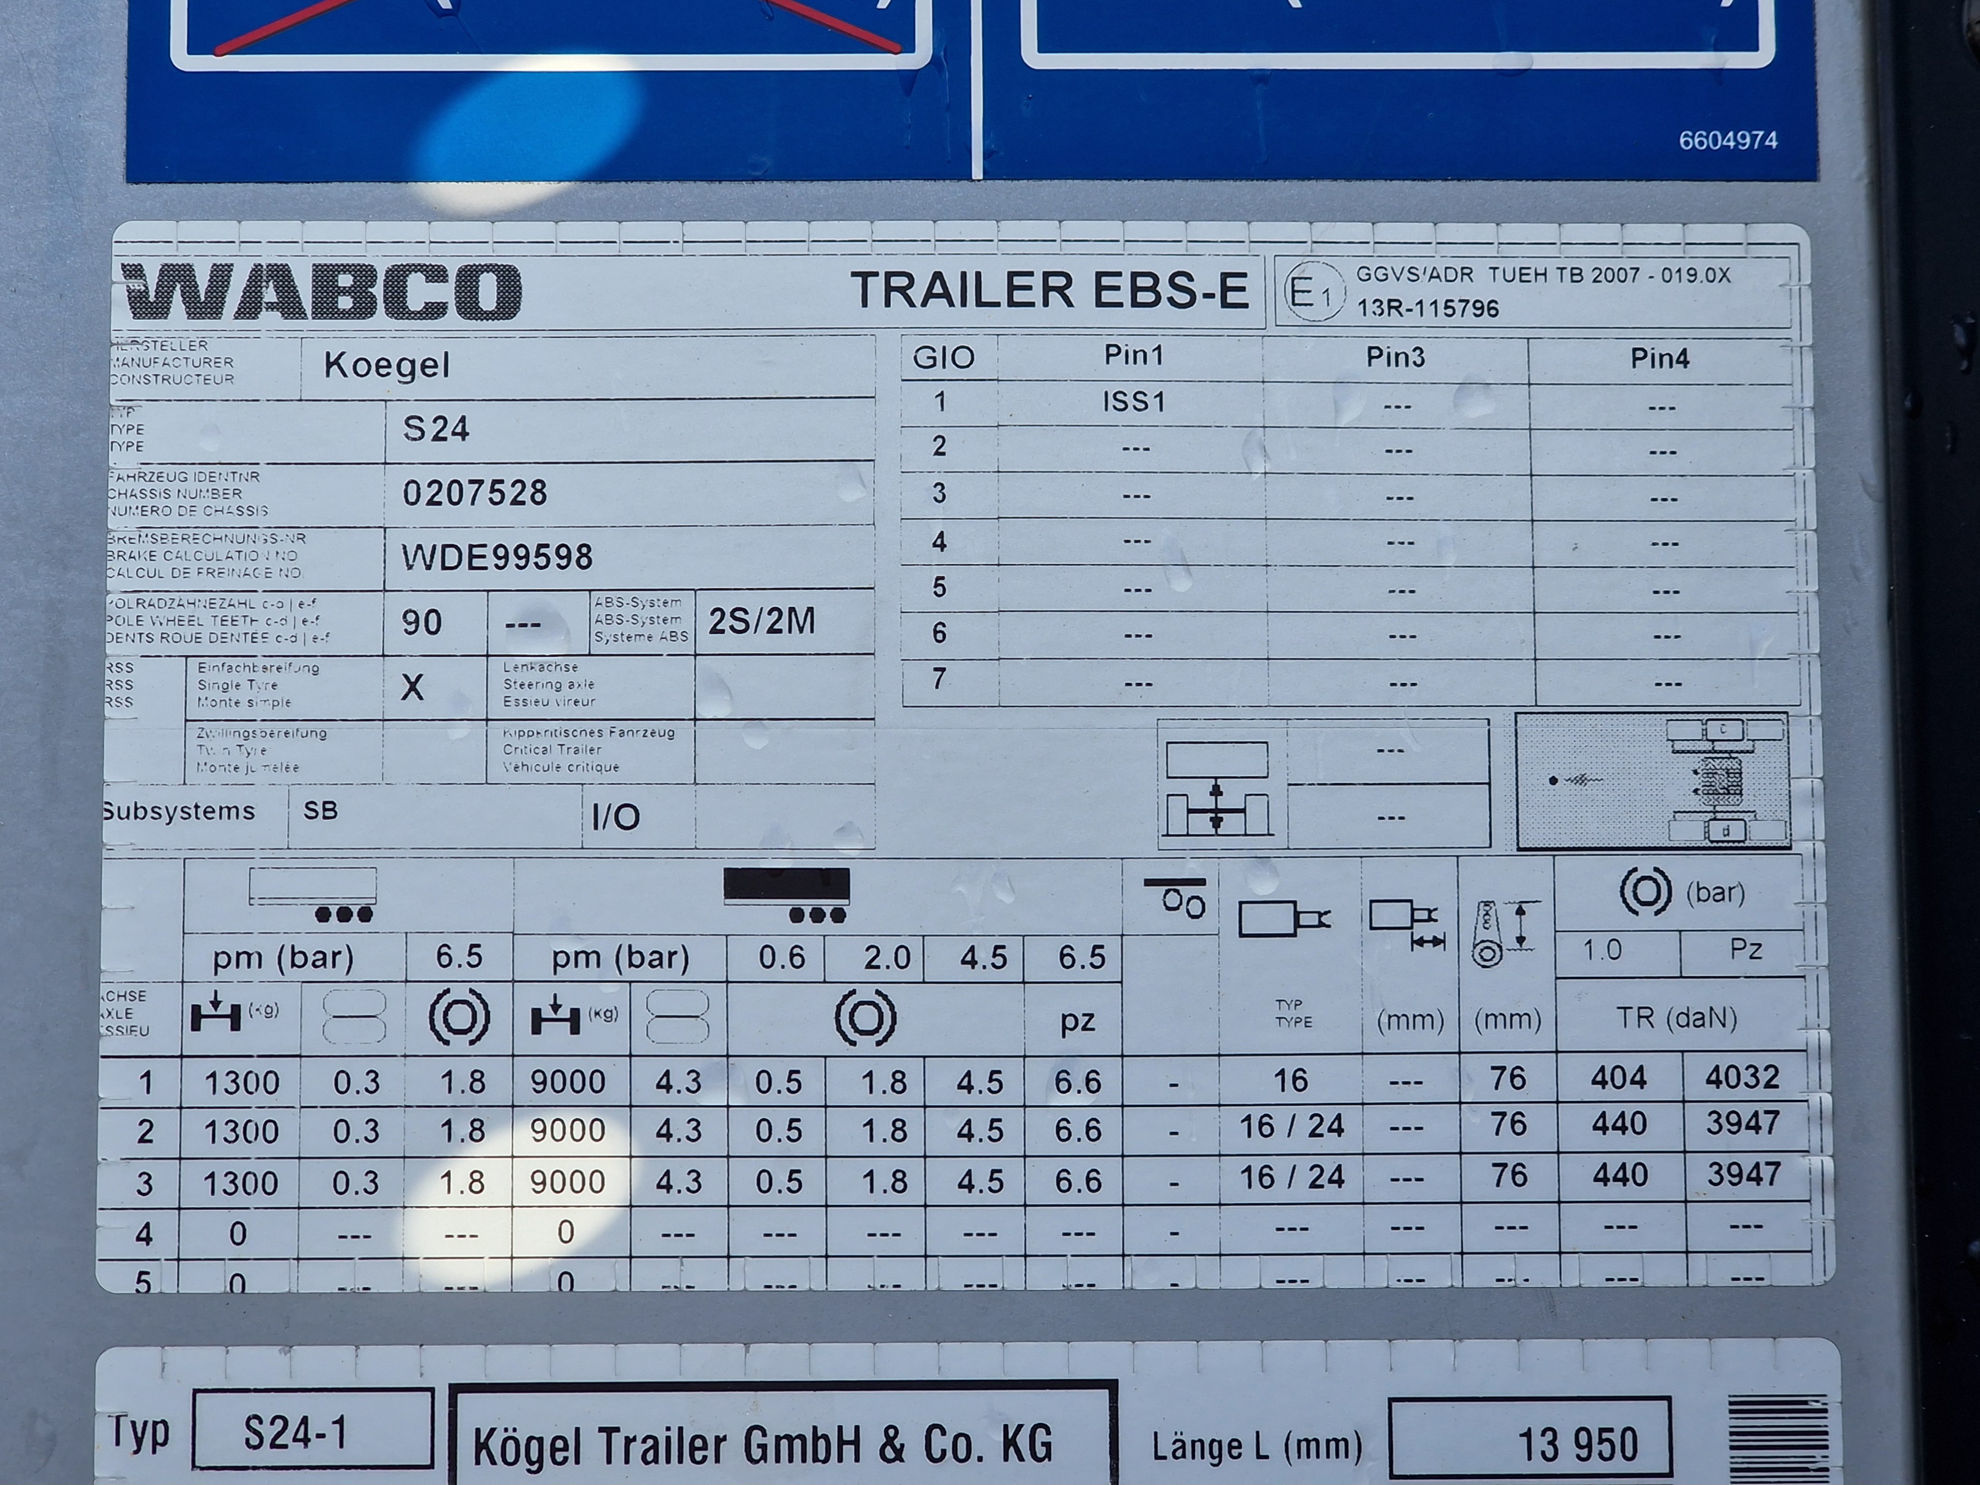 6604974
WABCO TRAILER EBS-E E1 GGVS/ADR TUEH TB 2007 - 019.0X
13R-115796
HERSTELLER
MANUFACTURER
CONSTRUCTEUR
Koegel
TYP
TYPE
TYPE
S24
FAHRZEUG IDENTNR
CHASSIS NUMBER
NUMERO DE CHASSIS
0207528
BREMSBERECHNUNGS-NR
BRAKE CALCULATION NO
CALCUL DE FREINAGE NO.
WDE99598
POLRADZAHNEZAHL c-d | e-f
POLE WHEEL TEETH c-d | e-f
DENTS ROUE DENTÉE c-d | e-f
90 ---
ABS-System
ABS-System
Systeme ABS
2S/2M
RSS
RSS
RSS
Einfachbereifung
Single Tyre
Monte simple
X
Lenkachse
Steering axle
Essieu vireur
Zwillingsbereifung
Twin Tyre
Monte jumelée
Kippkritisches Fahrzeug
Critical Trailer
Véhicule critique
Subsystems SB I/O
GIO Pin1 Pin3 Pin4
1 ISS1 --- ---
2 --- --- ---
3 --- --- ---
4 --- --- ---
5 --- --- ---
6 --- --- ---
7 --- --- ---
---
---
c
d
(bar)
pm (bar) 6.5 pm (bar) 0.6 2.0 4.5 6.5 1.0 Pz
ACHSE
AXLE
ESSIEU
(kg) (kg) pz
TYP
TYPE
(mm) (mm) TR (daN)
1 1300 0.3 1.8 9000 4.3 0.5 1.8 4.5 6.6 - 16 --- 76 404 4032
2 1300 0.3 1.8 9000 4.3 0.5 1.8 4.5 6.6 - 16 / 24 --- 76 440 3947
3 1300 0.3 1.8 9000 4.3 0.5 1.8 4.5 6.6 - 16 / 24 --- 76 440 3947
4 0 --- --- 0 --- --- --- --- --- - --- --- --- --- ---
5 0 --- --- 0 --- --- --- --- --- - --- --- --- --- ---
Typ S24-1 Kögel Trailer GmbH & Co. KG Länge L (mm) 13 950